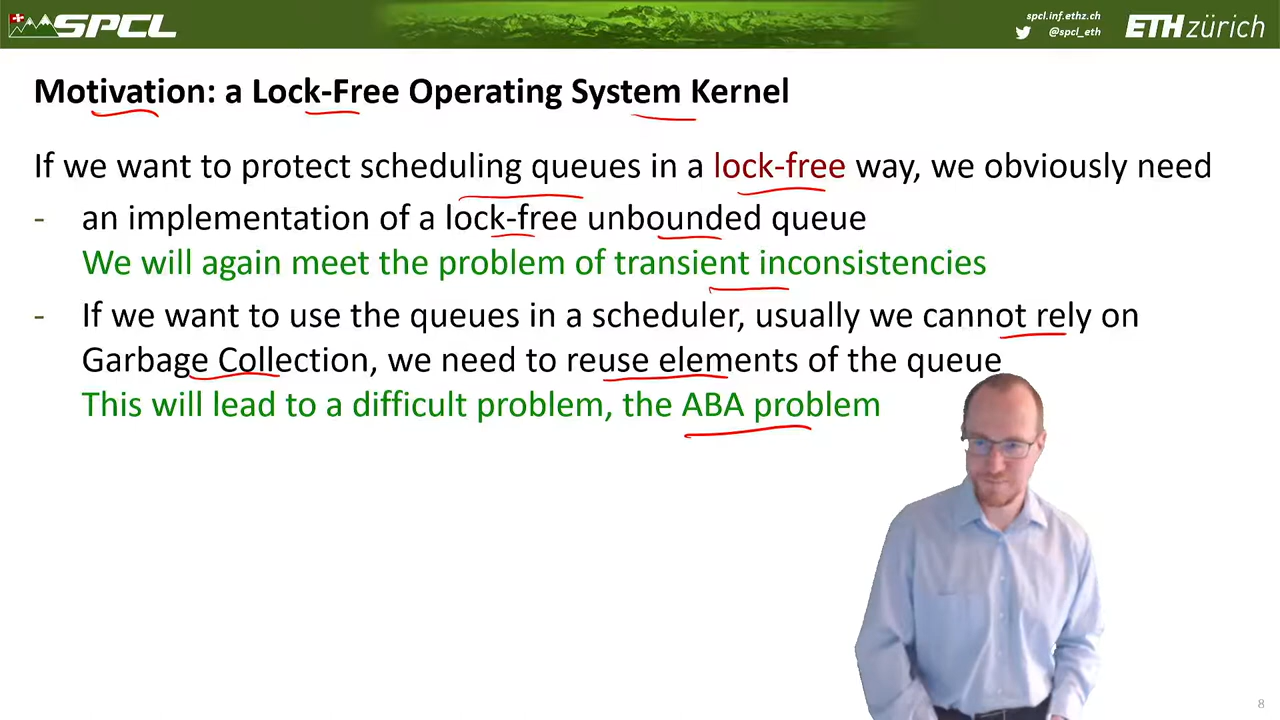 SPCL
spcl.inf.ethz.ch
@spcl_eth
ETH zürich
Motivation: a Lock-Free Operating System Kernel
If we want to protect scheduling queues in a lock-free way, we obviously need
- an implementation of a lock-free unbounded queue
We will again meet the problem of transient inconsistencies
- If we want to use the queues in a scheduler, usually we cannot rely on
Garbage Collection, we need to reuse elements of the queue
This will lead to a difficult problem, the ABA problem
8